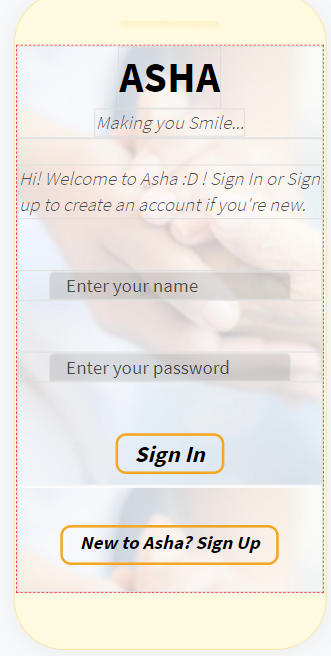 ASHA
Making you Smile...
Hi! Welcome to Asha :D ! Sign In or Sign
up to create an account if you're new.
Enter your name
Enter your password
Sign In
New to Asha? Sign Up